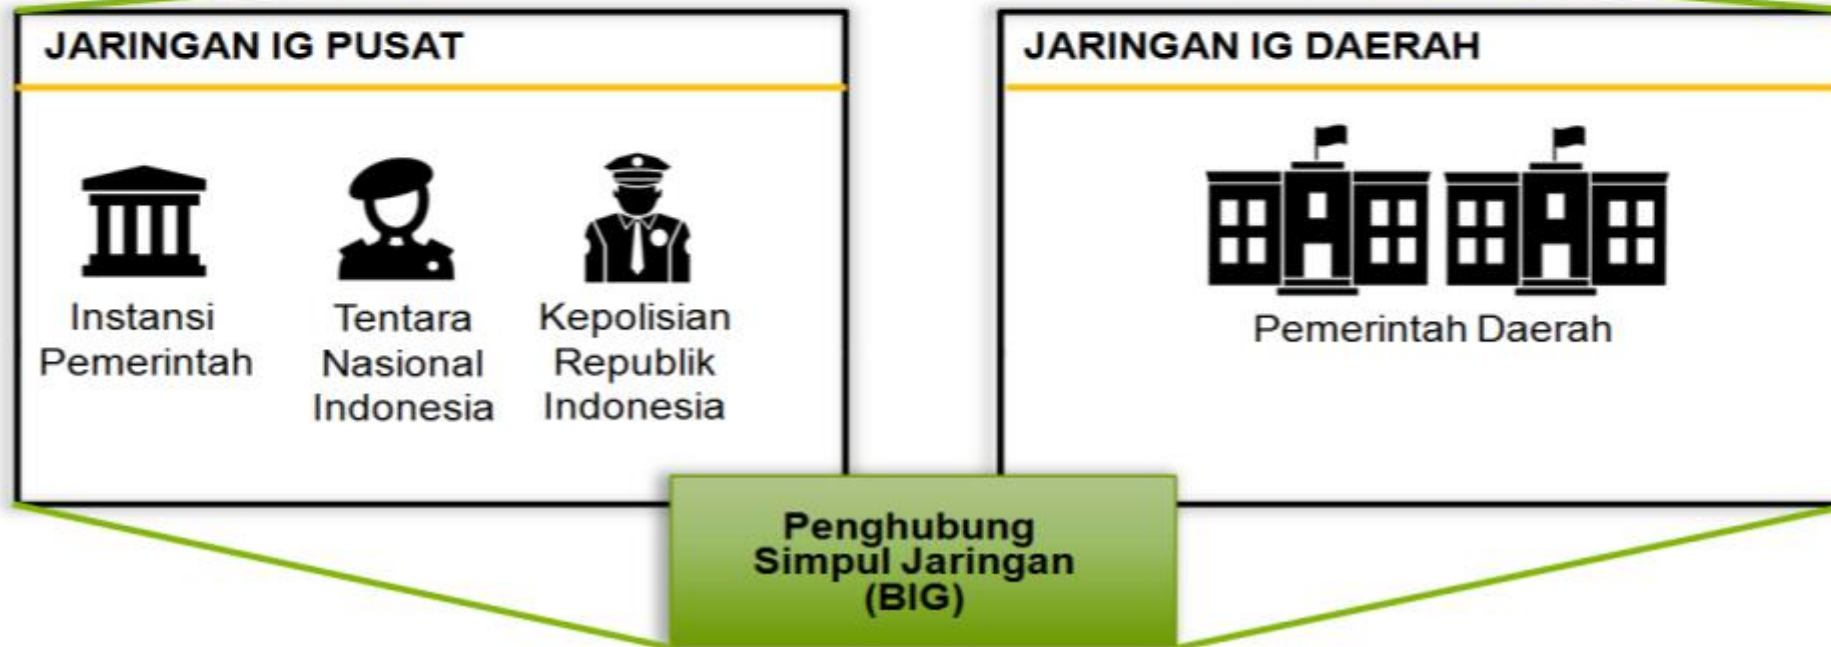 JARINGAN IG PUSAT
Instansi
Pemerintah
Tentara
Nasional
Indonesia
Kepolisian
Republik
Indonesia
JARINGAN IG DAERAH
Pemerintah Daerah
Penghubung
Simpul Jaringan
(BIG)